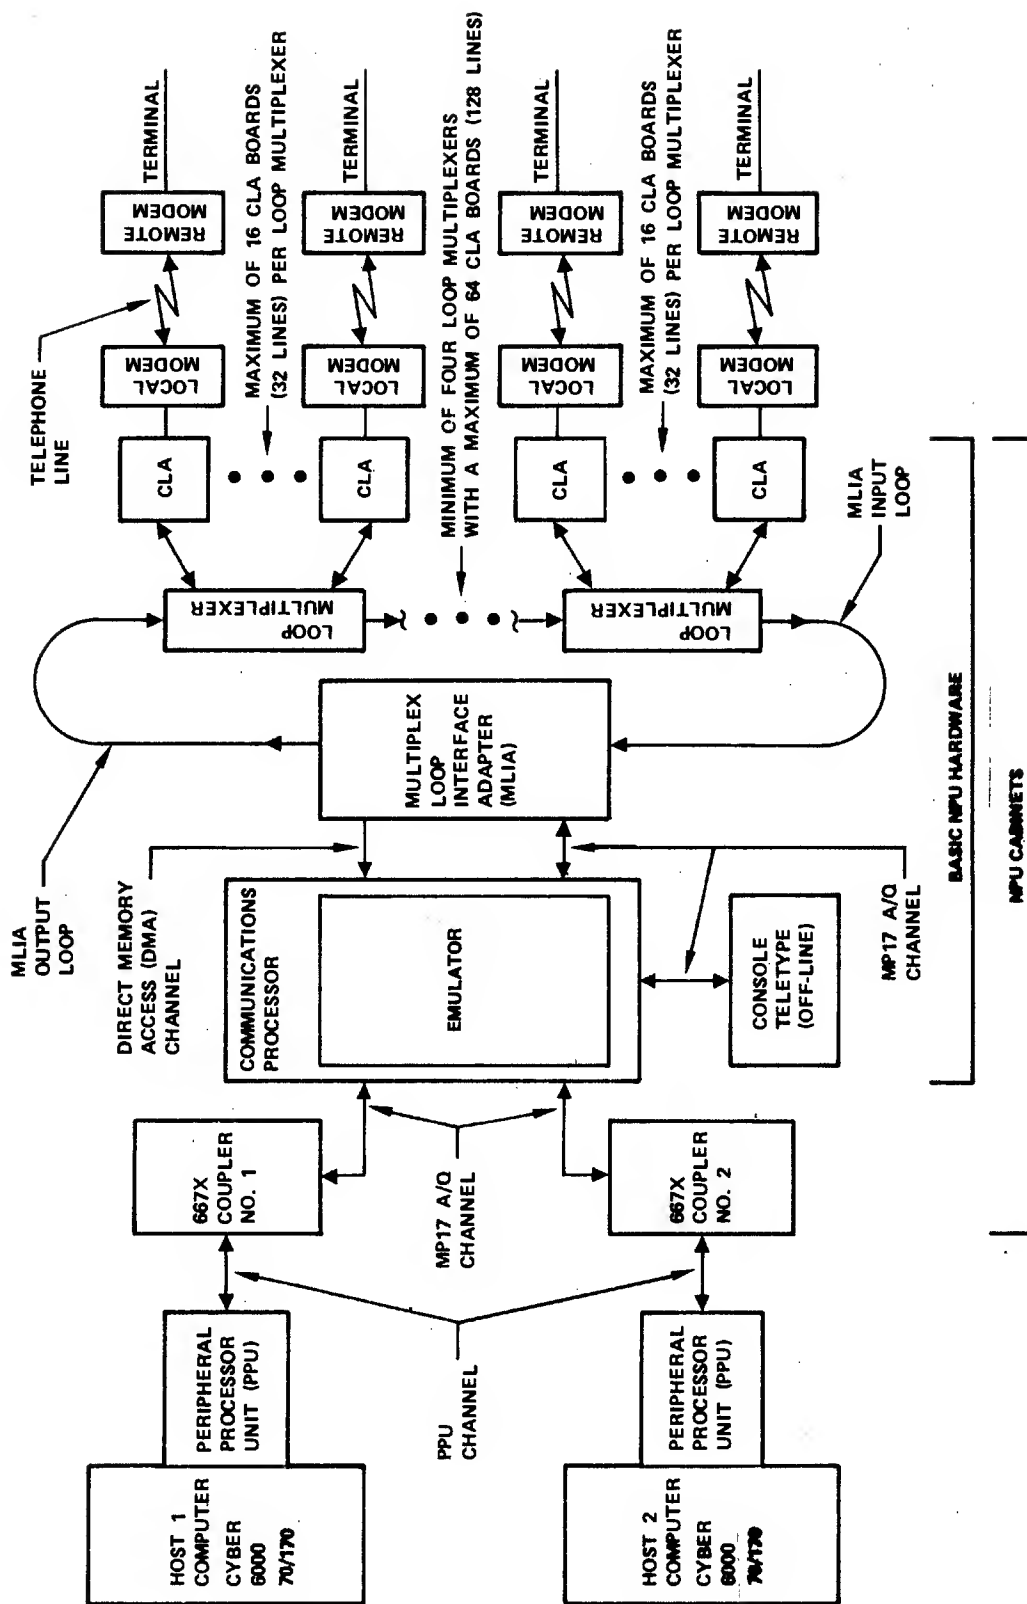 MLIA
OUTPUT
LOOP
DIRECT MEMORY
ACCESS (DMA)
CHANNEL
TELEPHONE
LINE
HOST 1
COMPUTER
CYBER
6000
70/170
PERIPHERAL
PROCESSOR
UNIT (PPU)
667X
COUPLER
NO. 1
COMMUNICATIONS
PROCESSOR
EMULATOR
MULTIPLEX
LOOP
INTERFACE
ADAPTER
(MLIA)
LOOP
MULTIPLEXER
CLA
LOCAL
MODEM
REMOTE
MODEM
TERMINAL
MAXIMUM OF 16 CLA BOARDS
(32 LINES) PER LOOP MULTIPLEXER
CLA
LOCAL
MODEM
REMOTE
MODEM
TERMINAL
MINIMUM OF FOUR LOOP MULTIPLEXERS
WITH A MAXIMUM OF 64 CLA BOARDS (128 LINES)
PPU
CHANNEL
MP17 A/Q
CHANNEL
HOST 2
COMPUTER
CYBER
6000
70/170
PERIPHERAL
PROCESSOR
UNIT (PPU)
667X
COUPLER
NO. 2
CONSOLE
TELETYPE
(OFF-LINE)
LOOP
MULTIPLEXER
CLA
LOCAL
MODEM
REMOTE
MODEM
TERMINAL
MAXIMUM OF 16 CLA BOARDS
(32 LINES) PER LOOP MULTIPLEXER
CLA
LOCAL
MODEM
REMOTE
MODEM
TERMINAL
MP17 A/Q
CHANNEL
MLIA
INPUT
LOOP
BASIC NPU HARDWARE
NPU CABINETS